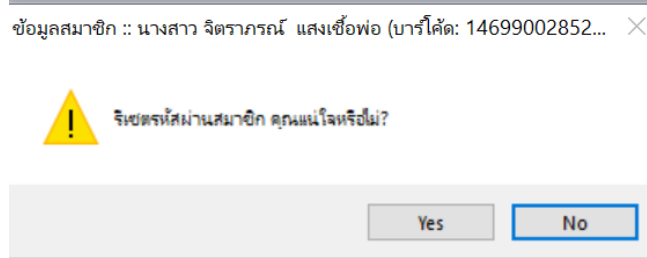 ข้อมูลสมาชิก :: นางสาว จิตราภรณ์ แสงเชื้อพ่อ (บาร์โค้ด: 14699002852...
รีเซตรหัสผ่านสมาชิก คุณแน่ใจหรือไม่?
Yes
No